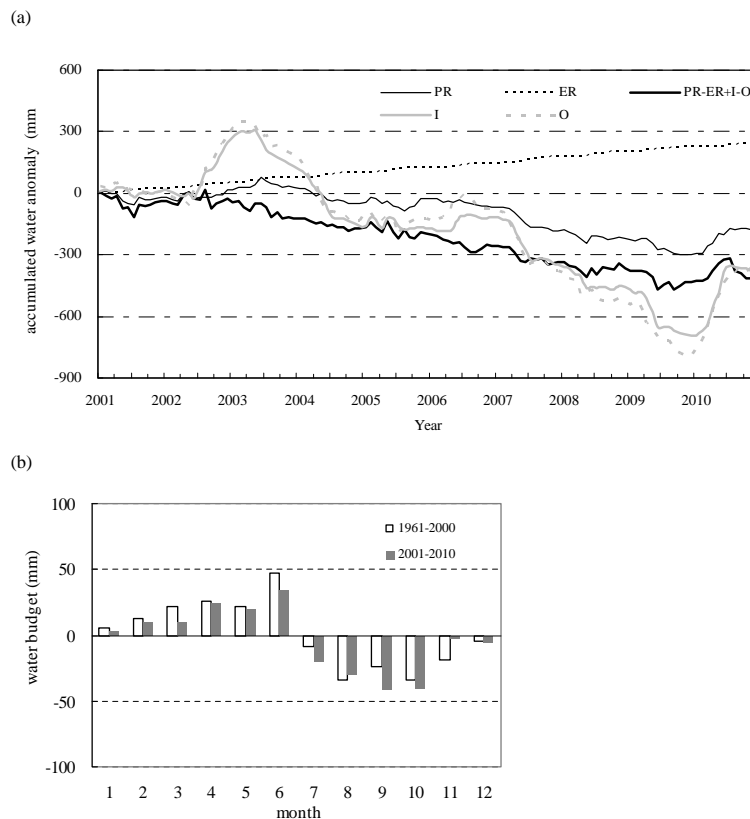 (a)
600
300
0
-300
-600
-900
accumulated water anomaly (mm
PR
ER
PR-ER+I-O
I
O
2001 2002 2003 2004 2005 2006 2007 2008 2009 2010
Year
(b)
100
50
0
-50
-100
water budget (mm)
1961-2000
2001-2010
1 2 3 4 5 6 7 8 9 10 11 12
month